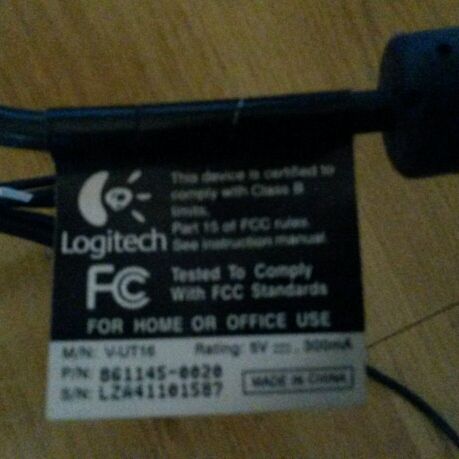 This device is certified to
comply with Class B
limits.
Part 15 of FCC rules.
See instruction manual.
Logitech
FC Tested To Comply
With FCC Standards
FOR HOME OR OFFICE USE
M/N: V-UT16 Rating: 5V ⎓ 300mA
P/N: 861145-0020
S/N: LZA41101587
MADE IN CHINA